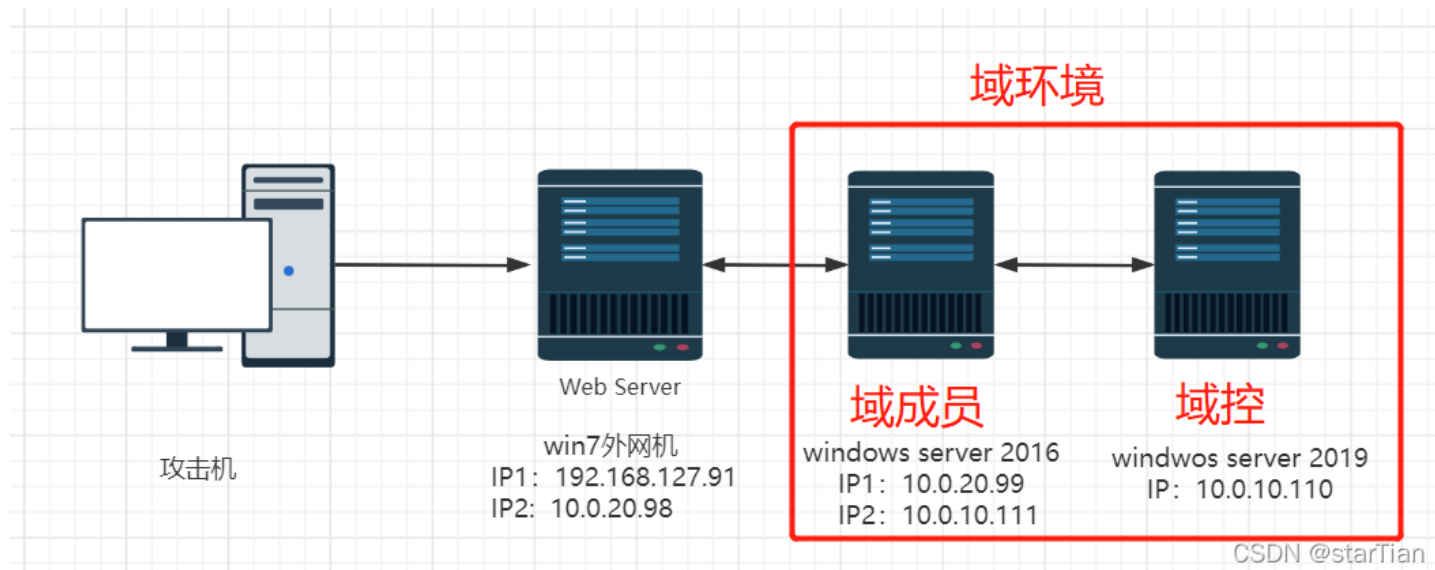 域环境
Web Server
域成员
域控
攻击机
win7外网机
IP1：192.168.127.91
IP2：10.0.20.98
windows server 2016
IP1：10.0.20.99
IP2：10.0.10.111
windwos server 2019
IP：10.0.10.110
CSDN @starTian